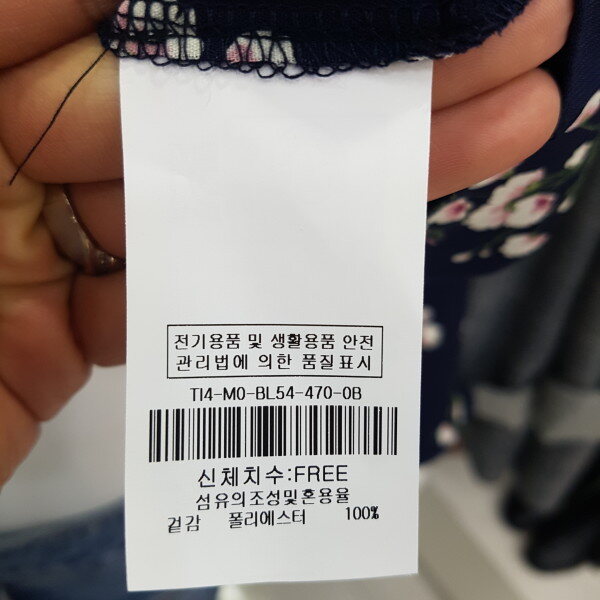 전기용품 및 생활용품 안전
관리법에 의한 품질표시
TI4-MO-BL54-470-0B
신체치수:FREE
섬유의조성및혼용율
겉감 폴리에스터 100%